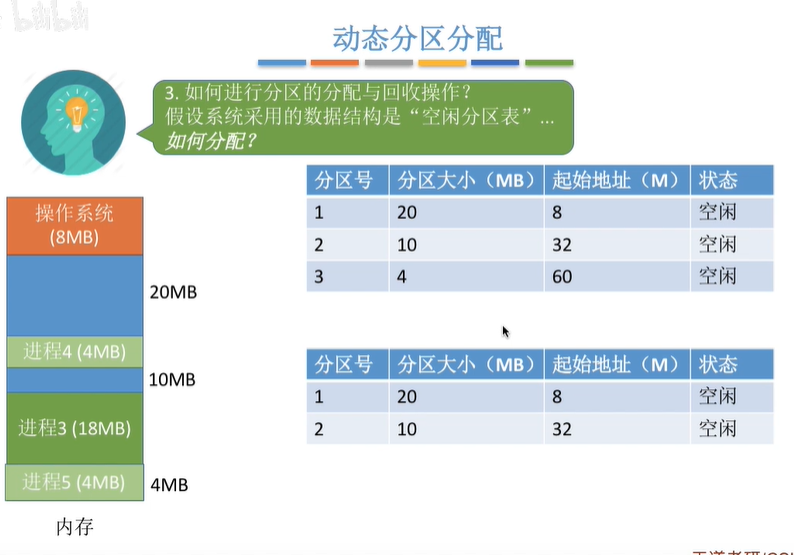 bilibili
动态分区分配
3. 如何进行分区的分配与回收操作？
假设系统采用的数据结构是“空闲分区表”...
如何分配？
分区号 分区大小（MB） 起始地址（M） 状态
1 20 8 空闲
2 10 32 空闲
3 4 60 空闲
分区号 分区大小（MB） 起始地址（M） 状态
1 20 8 空闲
2 10 32 空闲
操作系统
(8MB)
20MB
进程4 (4MB)
10MB
进程3 (18MB)
进程5 (4MB)
4MB
内存